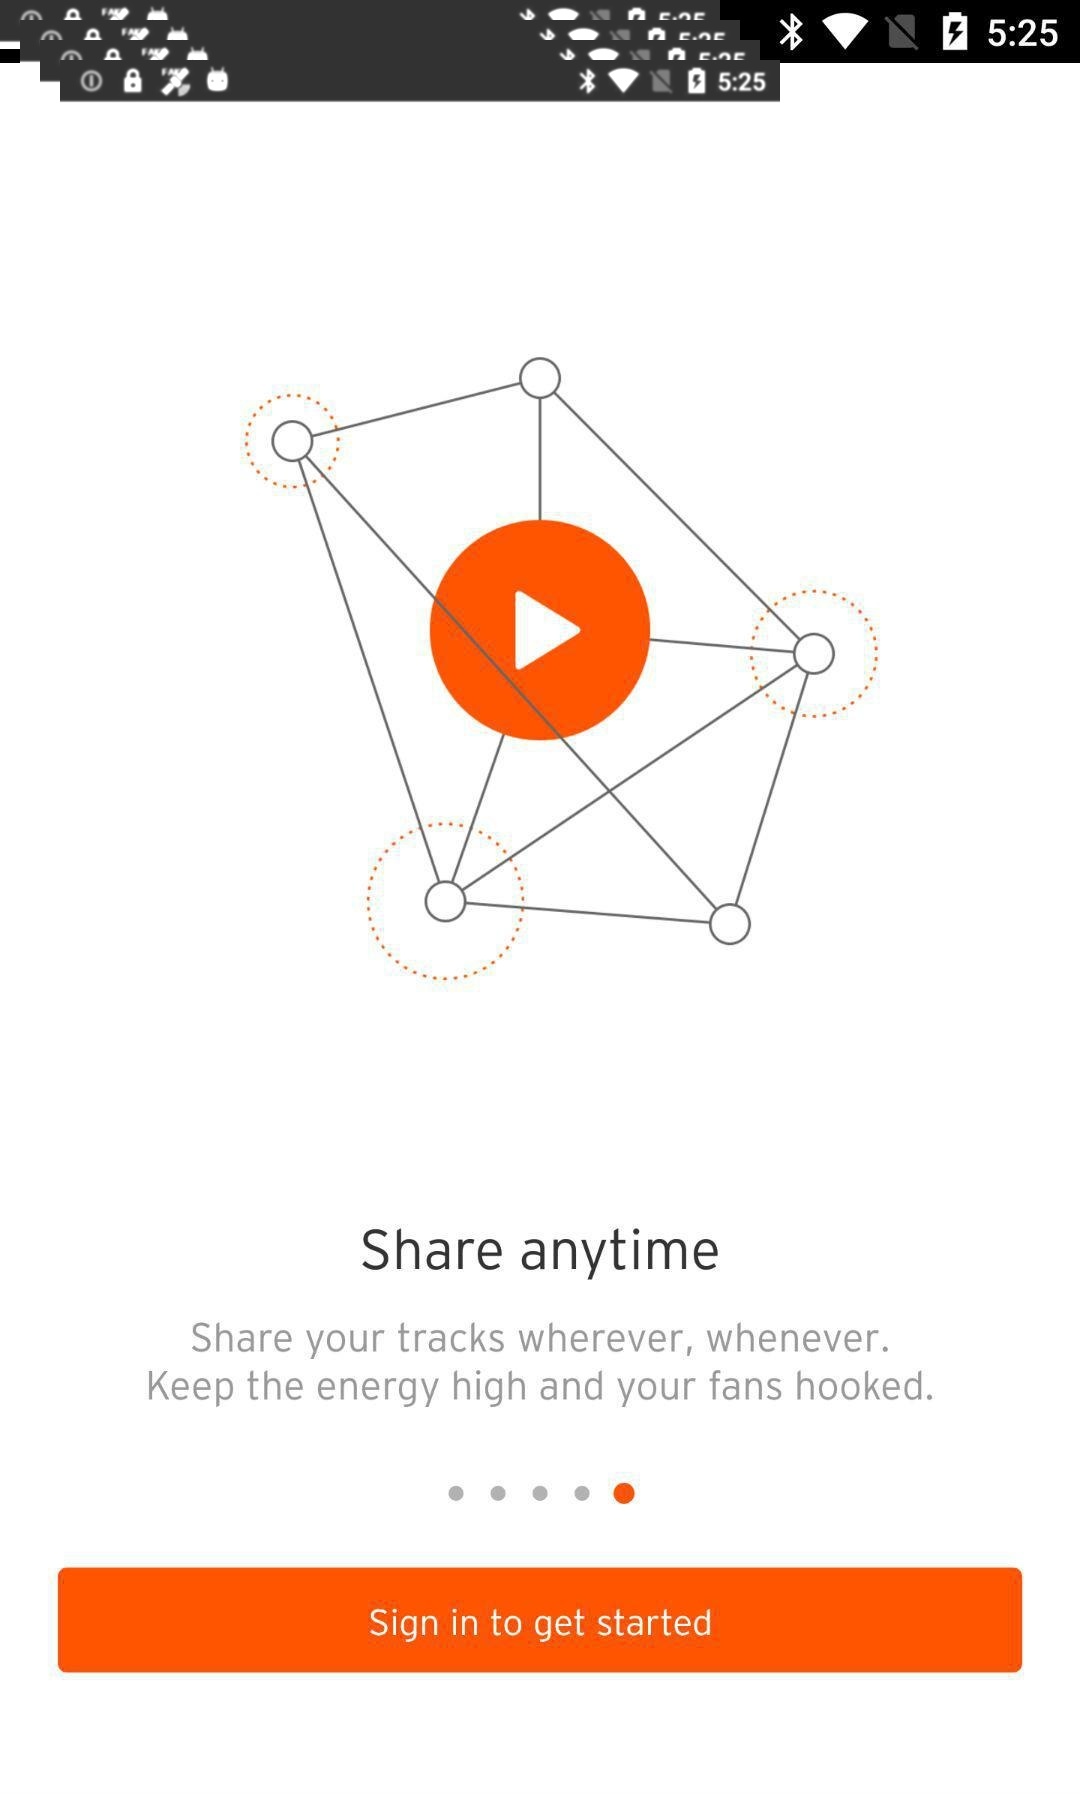 5:25
5:25
Share anytime
Share your tracks wherever, whenever.
Keep the energy high and your fans hooked.
Sign in to get started